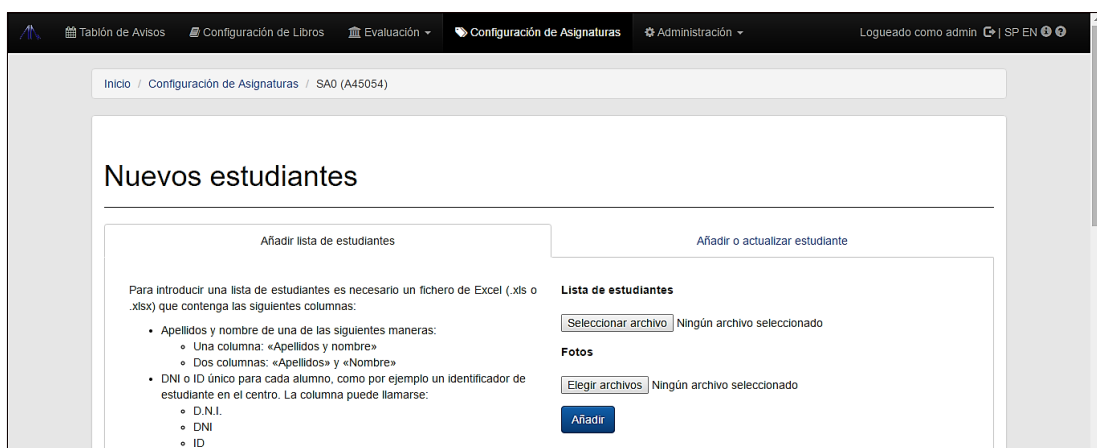 Tablón de Avisos Configuración de Libros Evaluación Configuración de Asignaturas Administración Logueado como admin | SP EN
Inicio / Configuración de Asignaturas / SA0 (A45054)
Nuevos estudiantes
Añadir lista de estudiantes Añadir o actualizar estudiante
Para introducir una lista de estudiantes es necesario un fichero de Excel (.xls o
.xlsx) que contenga las siguientes columnas:
Apellidos y nombre de una de las siguientes maneras:
Una columna: «Apellidos y nombre»
Dos columnas: «Apellidos» y «Nombre»
DNI o ID único para cada alumno, como por ejemplo un identificador de
estudiante en el centro. La columna puede llamarse:
D.N.I.
DNI
ID
Lista de estudiantes
Seleccionar archivo Ningún archivo seleccionado
Fotos
Elegir archivos Ningún archivo seleccionado
Añadir